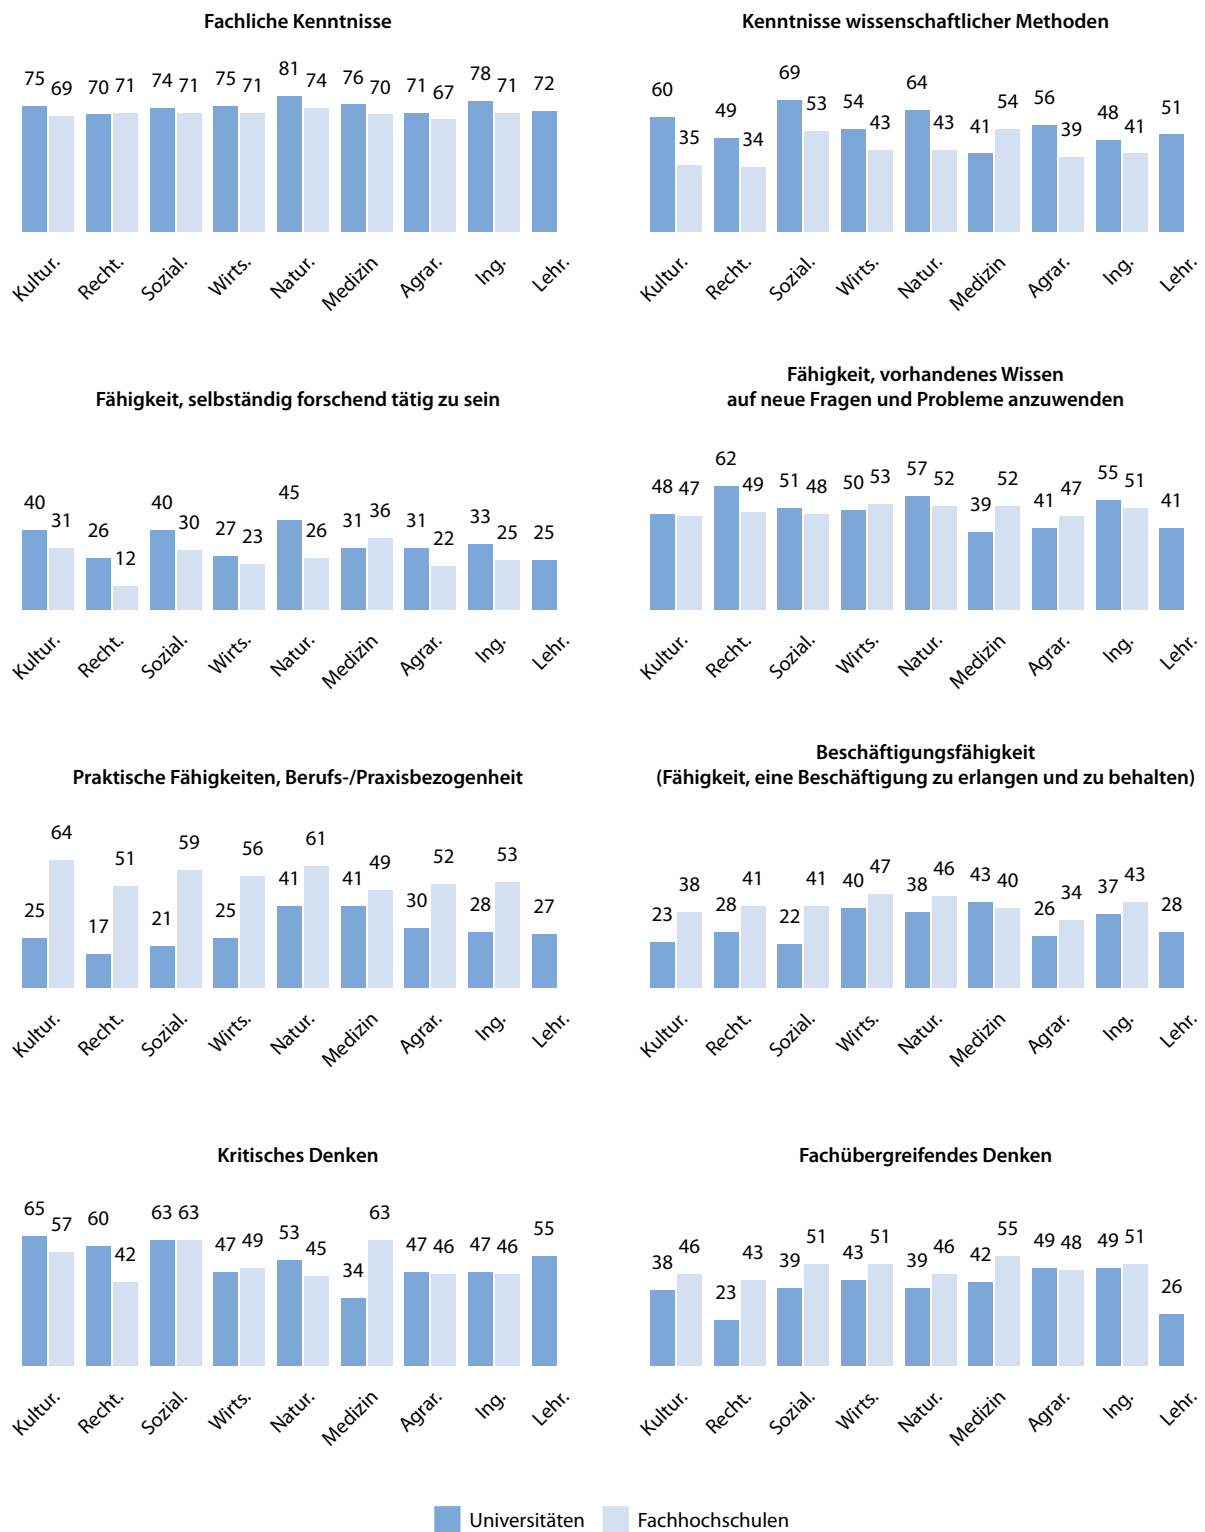 Fachliche Kenntnisse
75 69 70 71 74 71 75 71 81 74 76 70 71 67 78 71 72
Kultur. Recht. Sozial. Wirts. Natur. Medizin Agrar. Ing. Lehr.
Kenntnisse wissenschaftlicher Methoden
60 35 49 34 69 53 54 43 64 43 41 54 56 39 48 41 51
Kultur. Recht. Sozial. Wirts. Natur. Medizin Agrar. Ing. Lehr.
Fähigkeit, selbständig forschend tätig zu sein
40 31 26 12 40 30 27 23 45 26 31 36 31 22 33 25 25
Kultur. Recht. Sozial. Wirts. Natur. Medizin Agrar. Ing. Lehr.
Fähigkeit, vorhandenes Wissen
auf neue Fragen und Probleme anzuwenden
48 47 62 49 51 48 50 53 57 52 39 52 41 47 55 51 41
Kultur. Recht. Sozial. Wirts. Natur. Medizin Agrar. Ing. Lehr.
Praktische Fähigkeiten, Berufs-/Praxisbezogenheit
25 64 17 51 21 59 25 56 41 61 41 49 30 52 28 53 27
Kultur. Recht. Sozial. Wirts. Natur. Medizin Agrar. Ing. Lehr.
Beschäftigungsfähigkeit
(Fähigkeit, eine Beschäftigung zu erlangen und zu behalten)
23 38 28 41 22 41 40 47 38 46 43 40 26 34 37 43 28
Kultur. Recht. Sozial. Wirts. Natur. Medizin Agrar. Ing. Lehr.
Kritisches Denken
65 57 60 42 63 63 47 49 53 45 34 63 47 46 47 46 55
Kultur. Recht. Sozial. Wirts. Natur. Medizin Agrar. Ing. Lehr.
Fachübergreifendes Denken
38 46 23 43 39 51 43 51 39 46 42 55 49 48 49 51 26
Kultur. Recht. Sozial. Wirts. Natur. Medizin Agrar. Ing. Lehr.
Universitäten Fachhochschulen